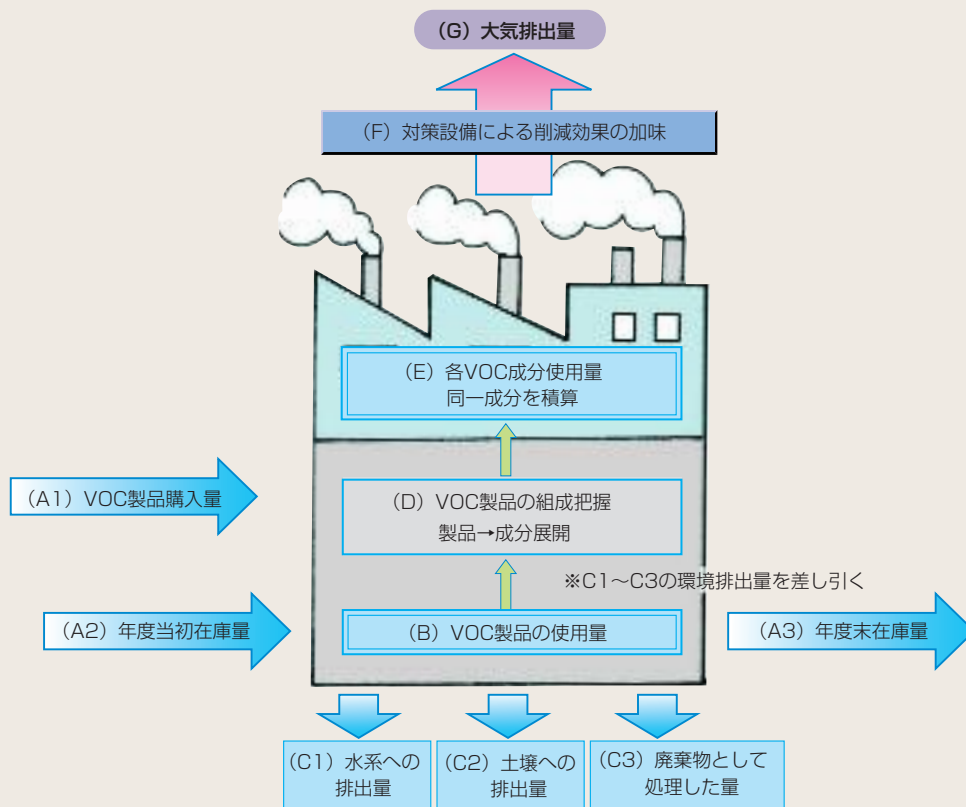 （G）大気排出量
（F）対策設備による削減効果の加味
（E）各VOC成分使用量
同一成分を積算
（A1）VOC製品購入量
（D）VOC製品の組成把握
製品→成分展開
※C1～C3の環境排出量を差し引く
（A2）年度当初在庫量
（B）VOC製品の使用量
（A3）年度末在庫量
（C1）水系への
排出量
（C2）土壌への
排出量
（C3）廃棄物として
処理した量